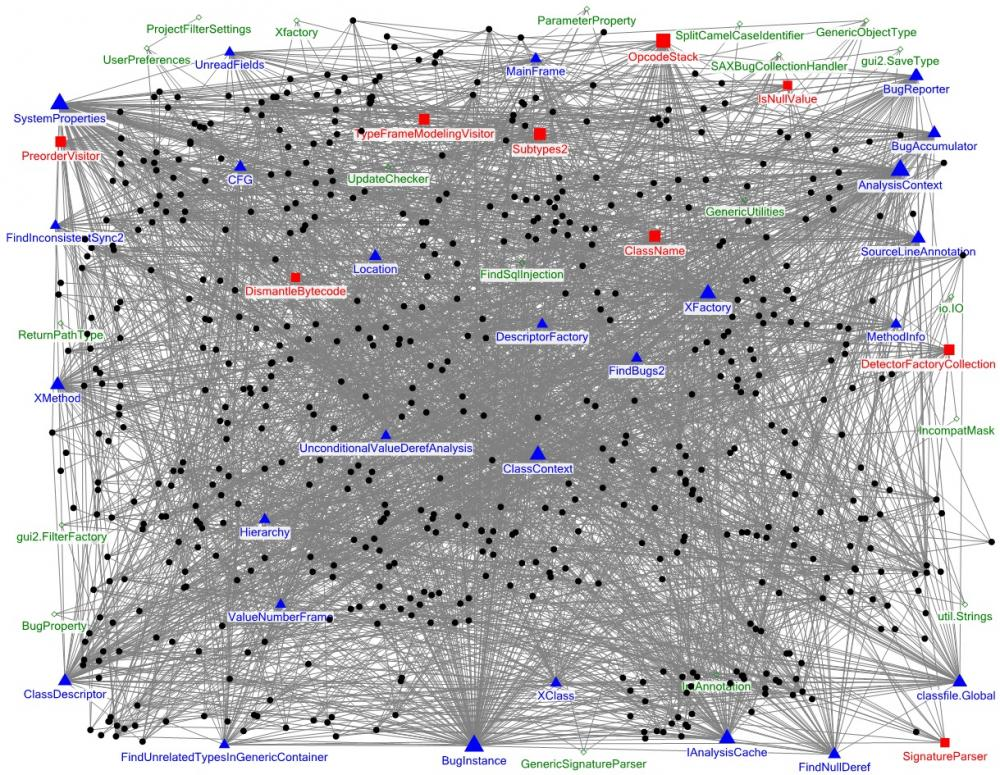 ParameterProperty
ProjectFilterSettings
Xfactory
SplitCamelCaseIdentifier
GenericObjectType
UserPreferences
UnreadFields
OpcodeStack
SAXBugCollectionHandler
gui2.SaveType
MainFrame
BugReporter
IsNullValue
SystemProperties
TypeFrameModelingVisitor
Subtypes2
BugAccumulator
PreorderVisitor
CFG
UpdateChecker
AnalysisContext
GenericUtilities
FindInconsistentSync2
ClassName
SourceLineAnnotation
Location
FindSqlInjection
DismantleBytecode
XFactory
io.IO
ReturnPathType
DescriptorFactory
MethodInfo
FindBugs2
DetectorFactoryCollection
XMethod
IncompatMask
UnconditionalValueDerefAnalysis
ClassContext
gui2.FilterFactory
Hierarchy
ValueNumberFrame
util.Strings
BugProperty
Annotation
ClassDescriptor
XClass
classfile.Global
FindUnrelatedTypesInGenericContainer
BugInstance
GenericSignatureParser
IAnalysisCache
FindNullDeref
SignatureParser